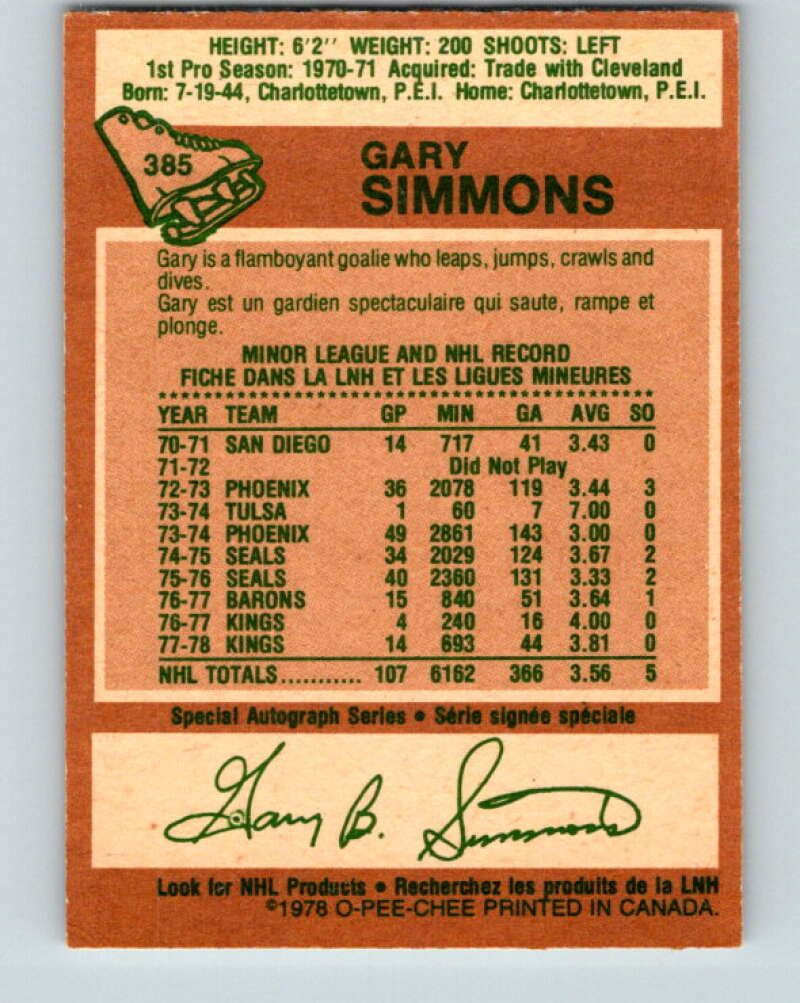 HEIGHT: 6'2'' WEIGHT: 200 SHOOTS: LEFT
1st Pro Season: 1970-71 Acquired: Trade with Cleveland
Born: 7-19-44, Charlottetown, P.E.I. Home: Charlottetown, P.E.I.
385
GARY
SIMMONS
Gary is a flamboyant goalie who leaps, jumps, crawls and
dives.
Gary est un gardien spectaculaire qui saute, rampe et
plonge.
MINOR LEAGUE AND NHL RECORD
FICHE DANS LA LNH ET LES LIGUES MINEURES
YEAR TEAM GP MIN GA AVG SO
70-71 SAN DIEGO 14 717 41 3.43 0
71-72 Did Not Play
72-73 PHOENIX 36 2078 119 3.44 3
73-74 TULSA 1 60 7 7.00 0
73-74 PHOENIX 49 2861 143 3.00 0
74-75 SEALS 34 2029 124 3.67 2
75-76 SEALS 40 2360 131 3.33 2
76-77 BARONS 15 840 51 3.64 1
76-77 KINGS 4 240 16 4.00 0
77-78 KINGS 14 693 44 3.81 0
NHL TOTALS........... 107 6162 366 3.56 5
Special Autograph Series • Série signée spéciale
Gary B. Simmons
Look for NHL Products • Recherchez les produits de la LNH
©1978 O-PEE-CHEE PRINTED IN CANADA.